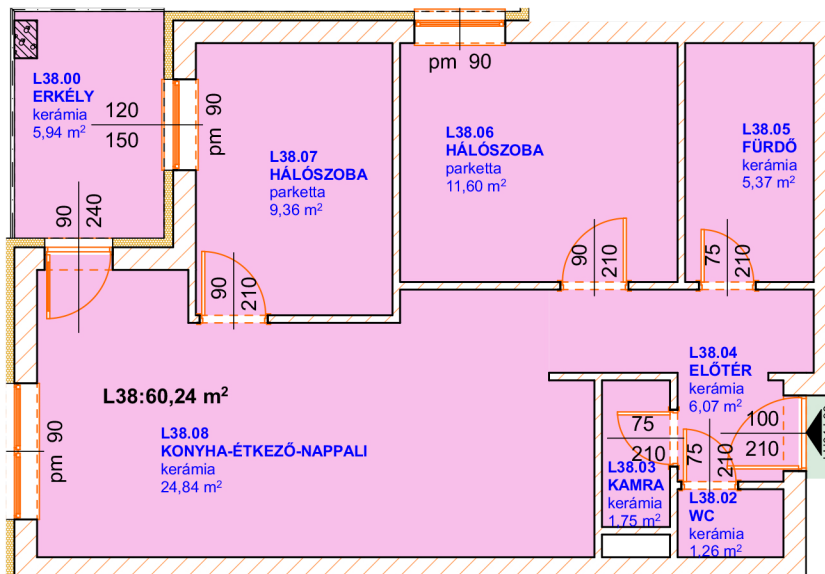 L38.00
ERKÉLY
kerámia
5,94 m²
120
150
pm 90
pm 90
90
240
L38.07
HÁLÓSZOBA
parketta
9,36 m²
L38.06
HÁLÓSZOBA
parketta
11,60 m²
L38.05
FÜRDŐ
kerámia
5,37 m²
90
210
90
210
75
210
L38:60,24 m²
L38.08
KONYHA-ÉTKEZŐ-NAPPALI
kerámia
24,84 m²
pm 90
L38.04
ELŐTÉR
kerámia
6,07 m²
100
210
75
210
75
210
L38.03
KAMRA
kerámia
1,75 m²
L38.02
WC
kerámia
1,26 m²